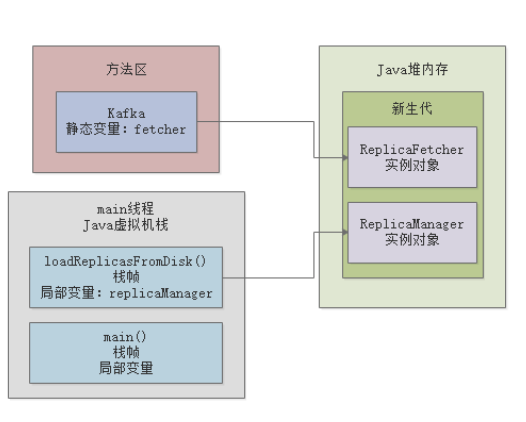 方法区
Kafka
静态变量：fetcher
main线程
Java虚拟机栈
loadReplicasFromDisk()
栈帧
局部变量：replicaManager
main()
栈帧
局部变量
Java堆内存
新生代
ReplicaFetcher
实例对象
ReplicaManager
实例对象